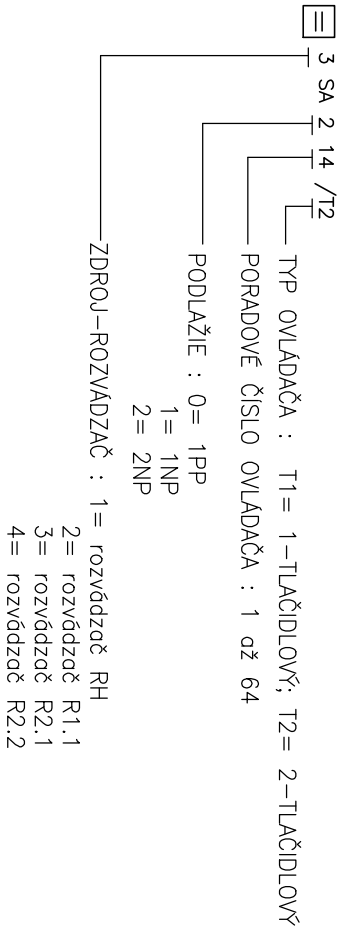 3 SA 2 14 /T2
TYP OVLÁDAČA : T1= 1-TLAČIDLOVÝ; T2= 2-TLAČIDLOVÝ
PORADOVÉ ČÍSLO OVLÁDAČA : 1 až 64
PODLAŽIE : 0= 1PP
1= 1NP
2= 2NP
ZDROJ-ROZVÁDZAČ : 1= rozvádzač RH
2= rozvádzač R1.1
3= rozvádzač R2.1
4= rozvádzač R2.2